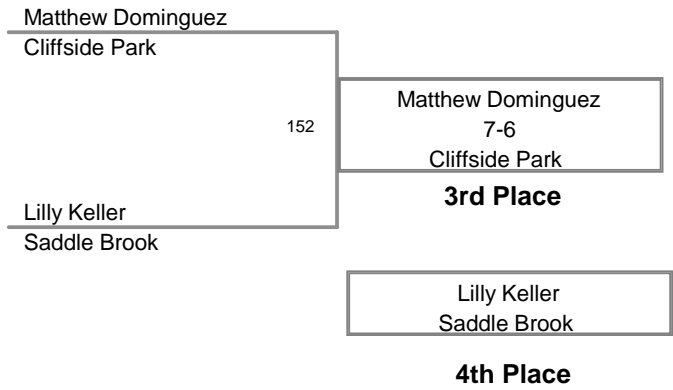 Matthew Dominguez
Cliffside Park
152
Matthew Dominguez
7-6
Cliffside Park
3rd Place
Lilly Keller
Saddle Brook
Lilly Keller
Saddle Brook
4th Place